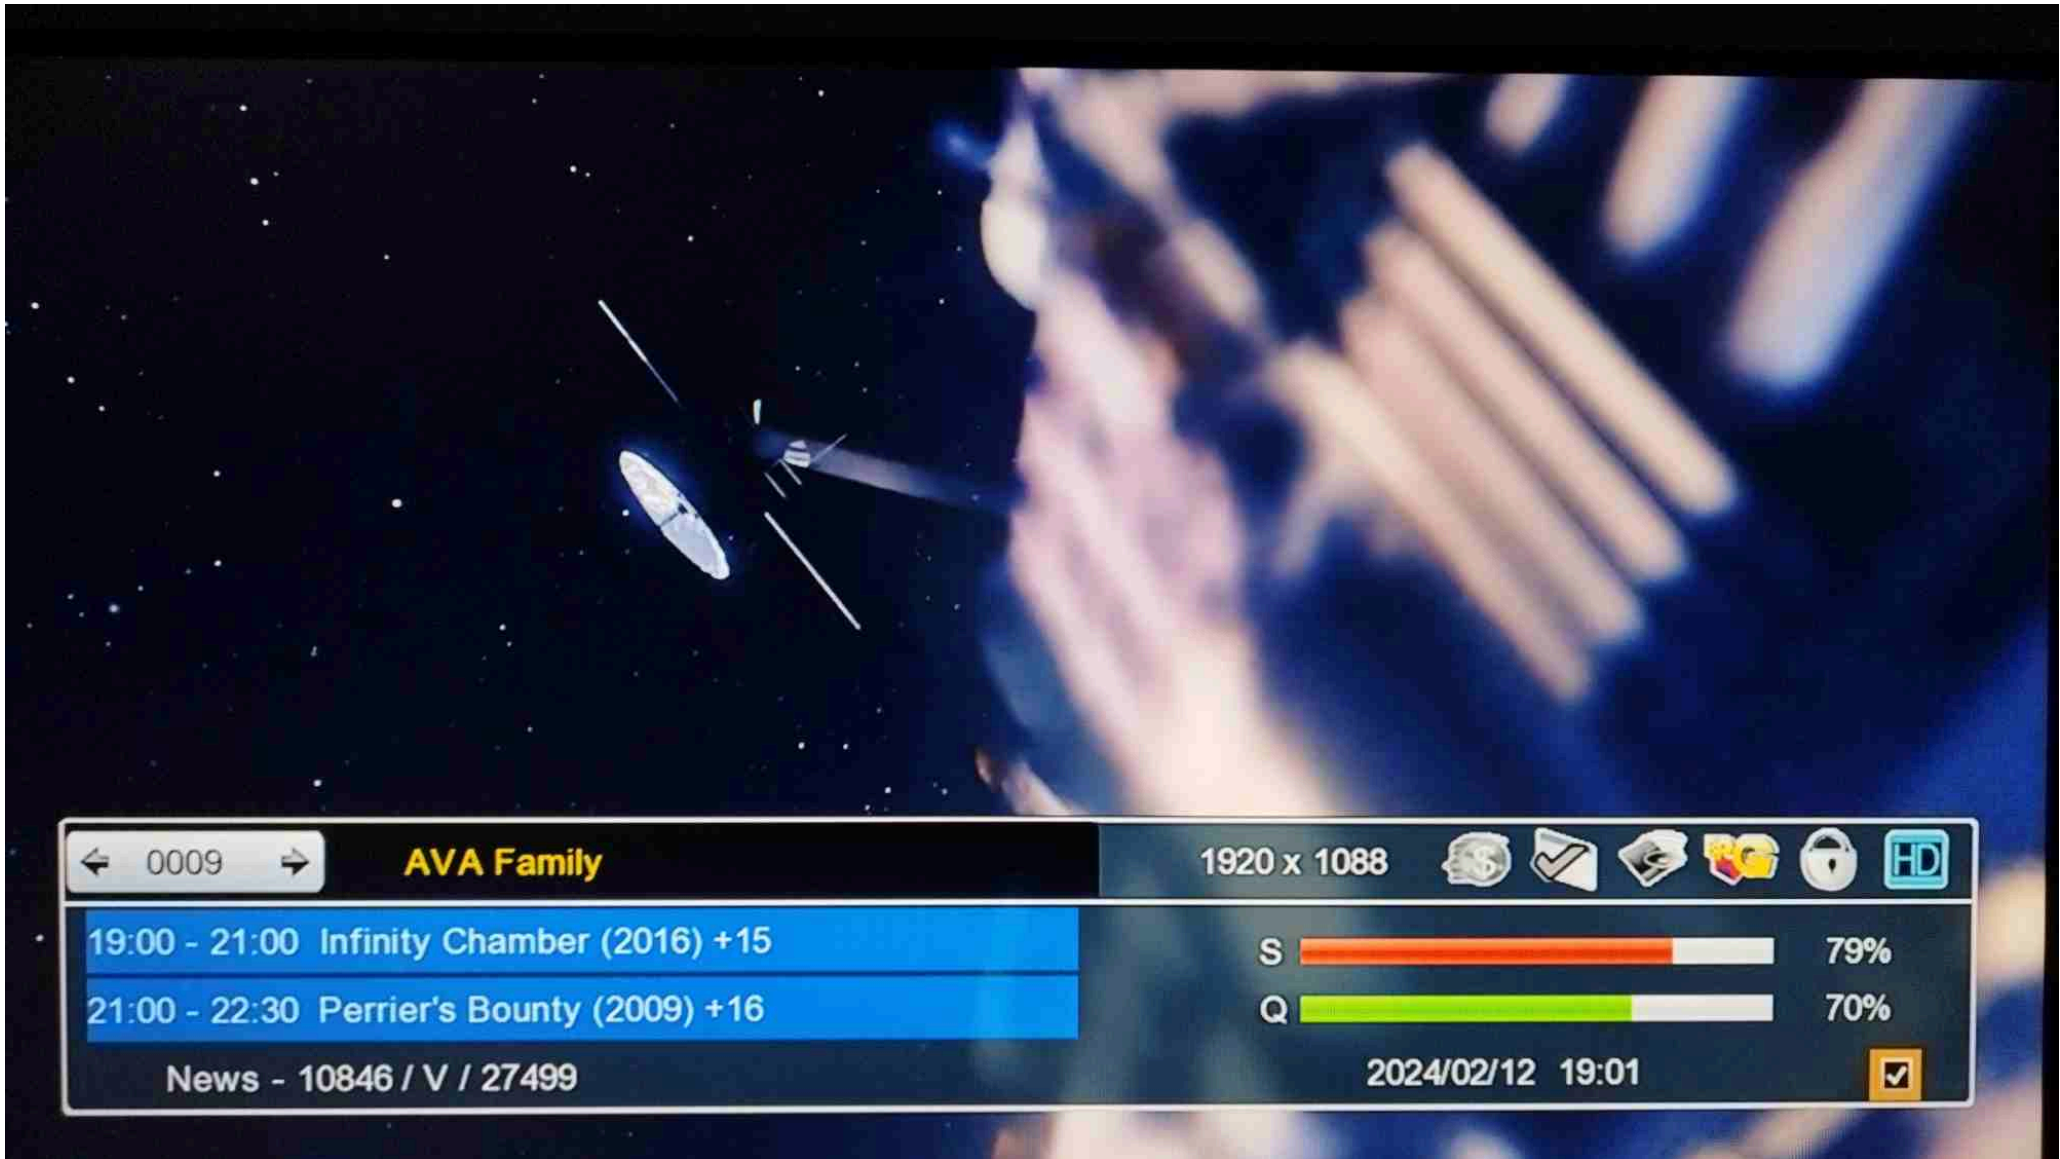 0009
AVA Family
1920 x 1088
HD
19:00 - 21:00 Infinity Chamber (2016) +15
21:00 - 22:30 Perrier's Bounty (2009) +16
S 79%
Q 70%
News - 10846 / V / 27499
2024/02/12 19:01